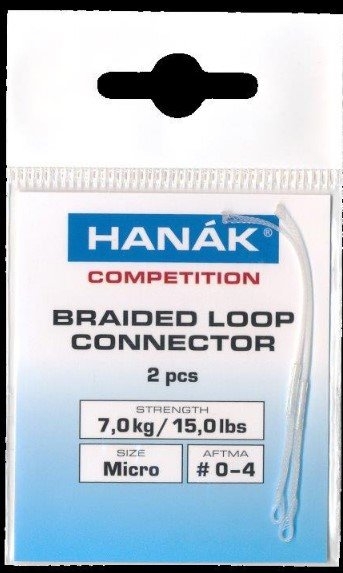 HANÁK®
COMPETITION
BRAIDED LOOP
CONNECTOR
2 pcs
STRENGTH
7,0kg/15,0lbs
SIZE
Micro
AFTMA
# 0-4